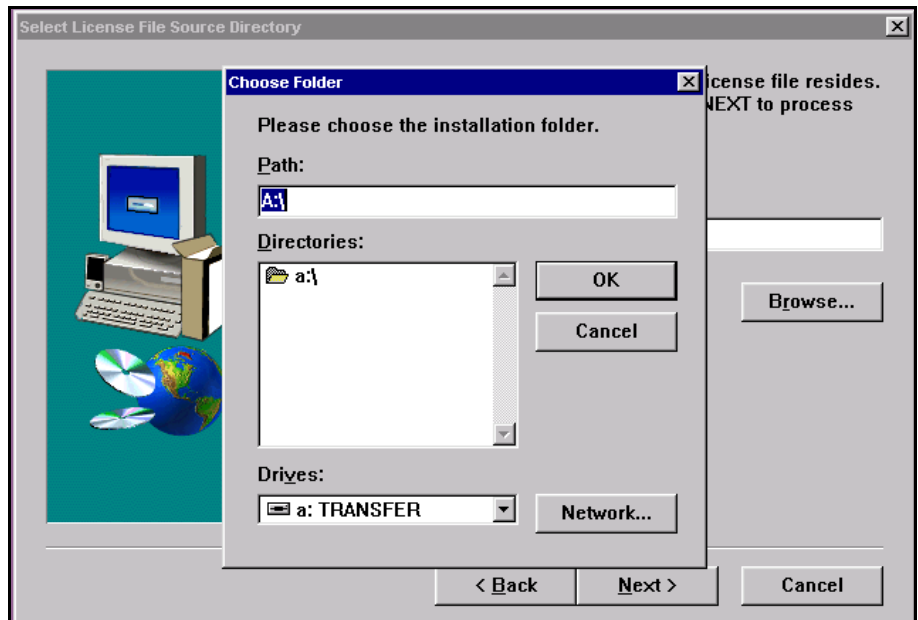 Select License File Source Directory
Choose Folder
icense file resides.
NEXT to process
Please choose the installation folder.
Path:
A:\
Directories:
a:\
OK
Cancel
Browse...
Drives:
a: TRANSFER
Network...
< Back
Next >
Cancel